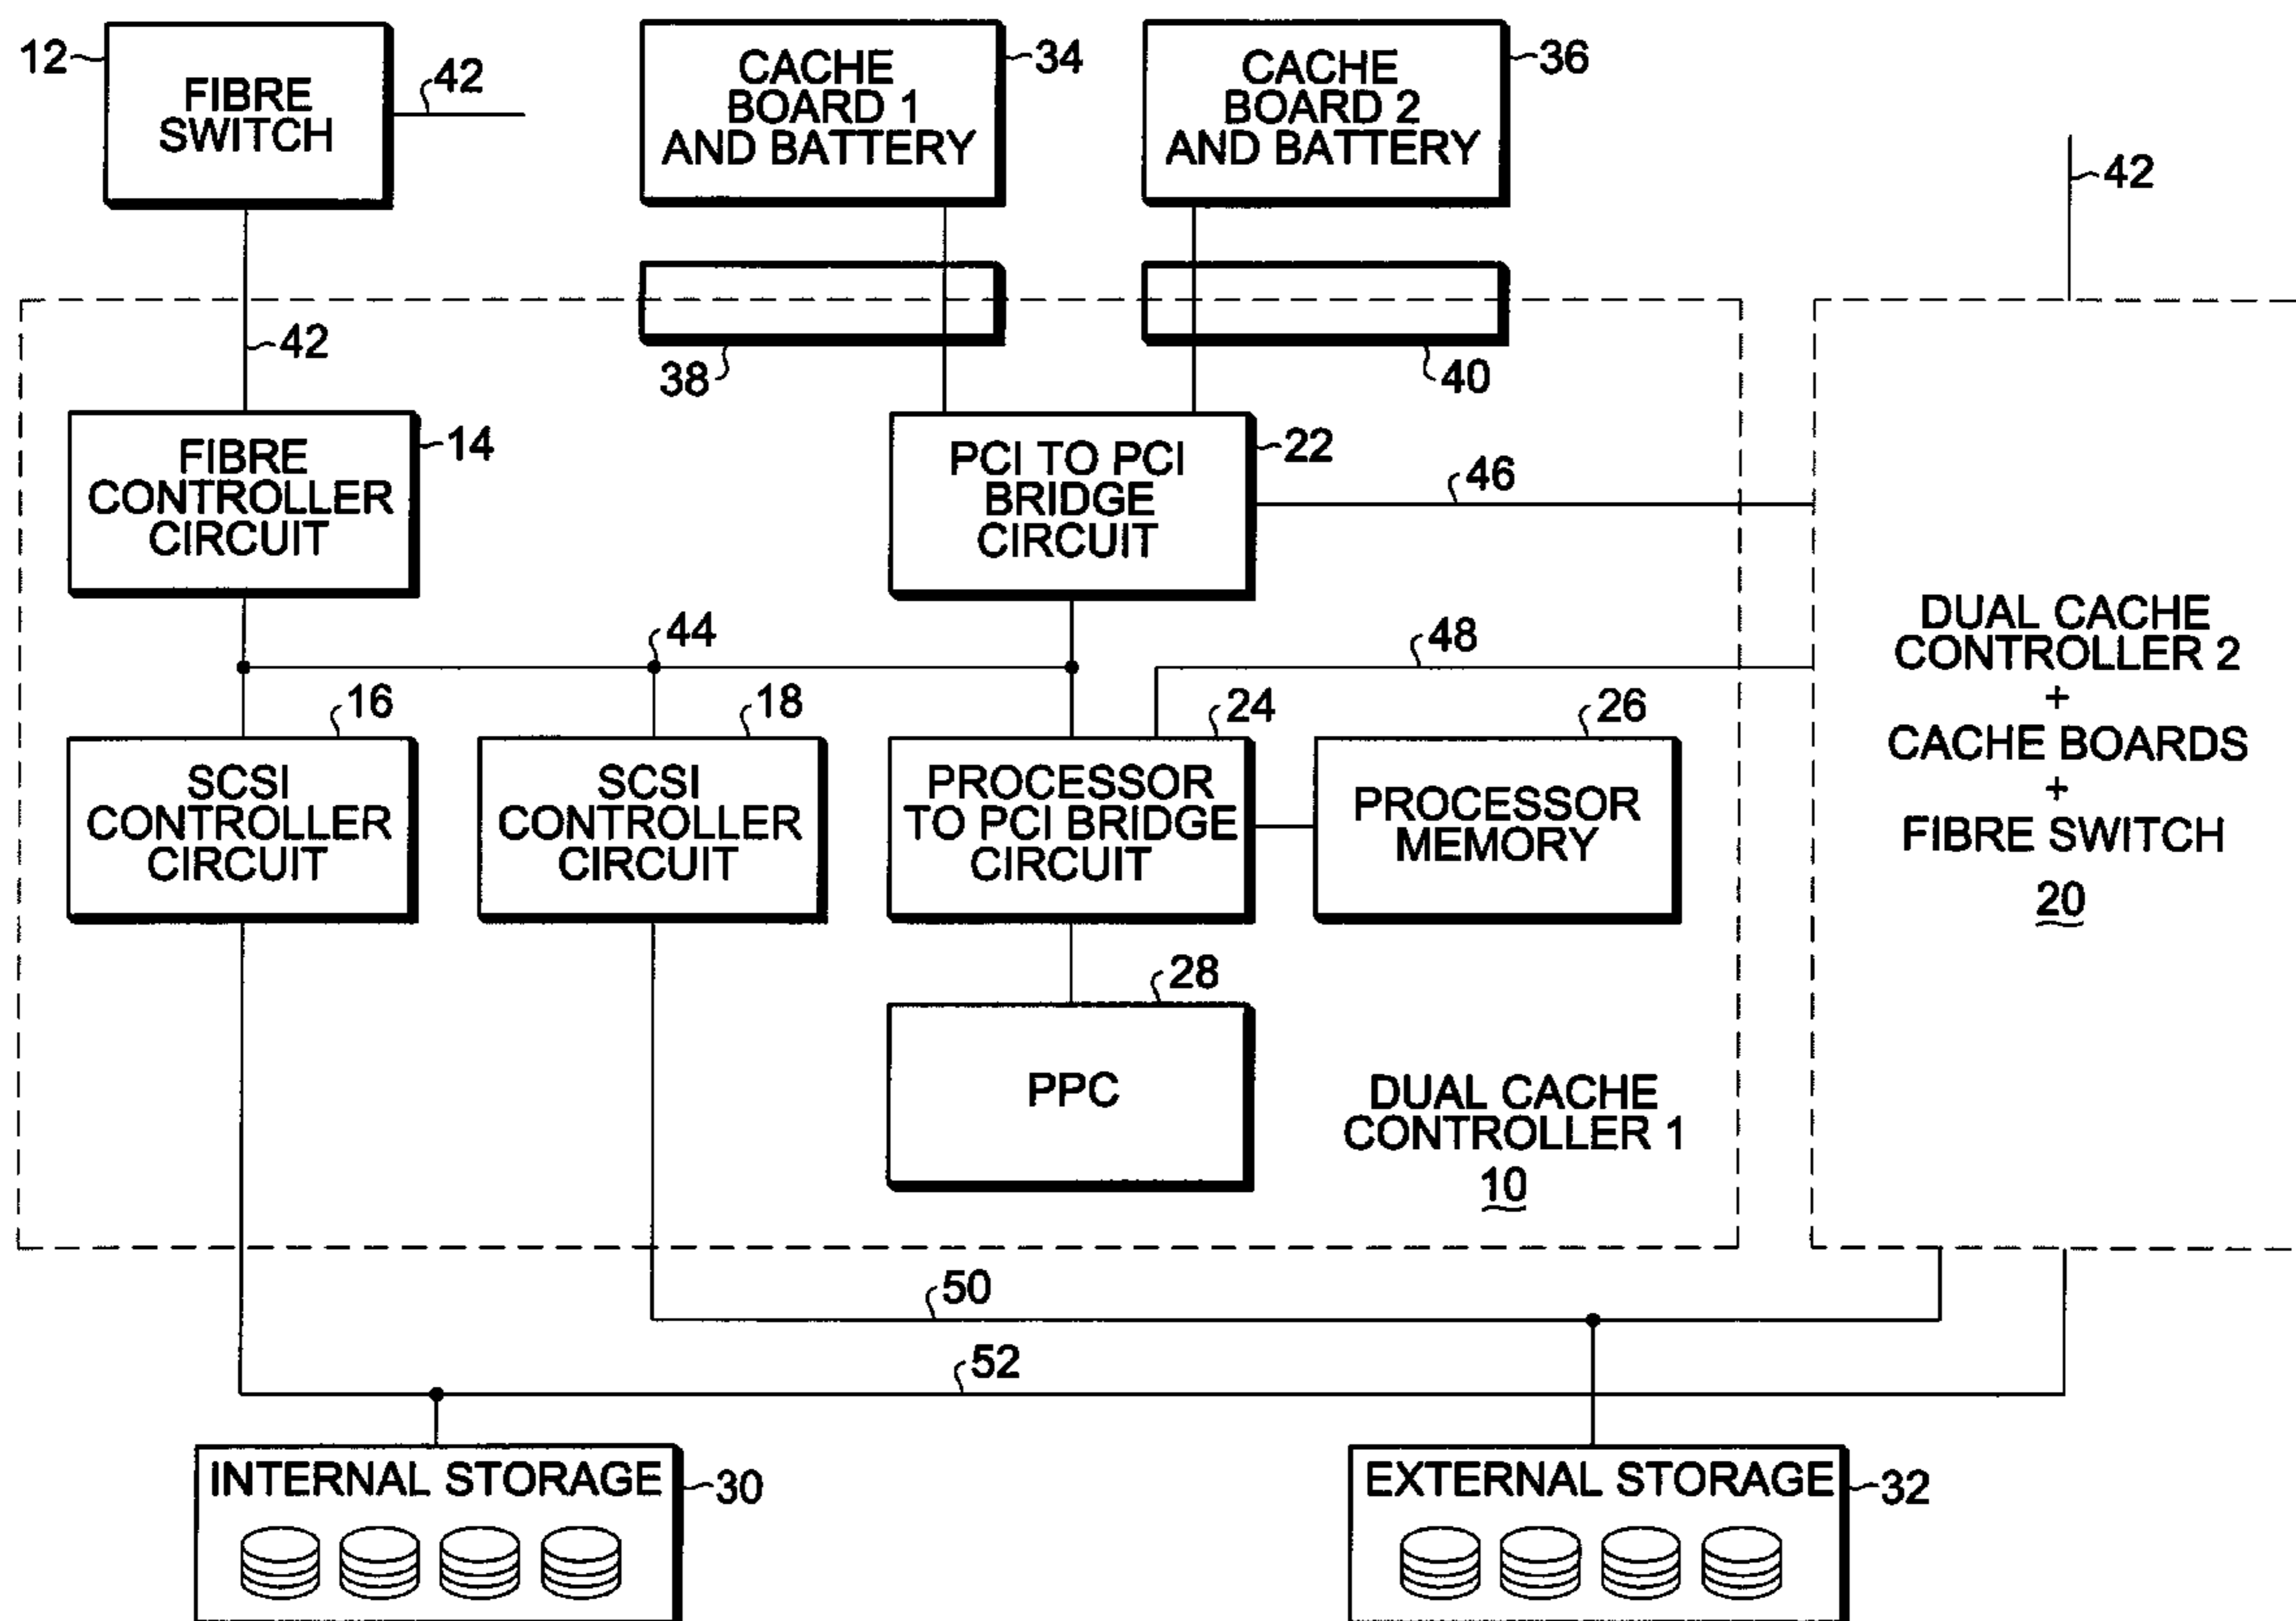 12
FIBRE
SWITCH
42
CACHE
BOARD 1
AND BATTERY
34
CACHE
BOARD 2
AND BATTERY
36
42
42
38
40
FIBRE
CONTROLLER
CIRCUIT
14
PCI TO PCI
BRIDGE
CIRCUIT
22
46
44
48
16
18
24
26
SCSI
CONTROLLER
CIRCUIT
SCSI
CONTROLLER
CIRCUIT
PROCESSOR
TO PCI BRIDGE
CIRCUIT
PROCESSOR
MEMORY
DUAL CACHE
CONTROLLER 2
+
CACHE BOARDS
+
FIBRE SWITCH
20
28
PPC
DUAL CACHE
CONTROLLER 1
10
50
52
INTERNAL STORAGE
30
EXTERNAL STORAGE
32